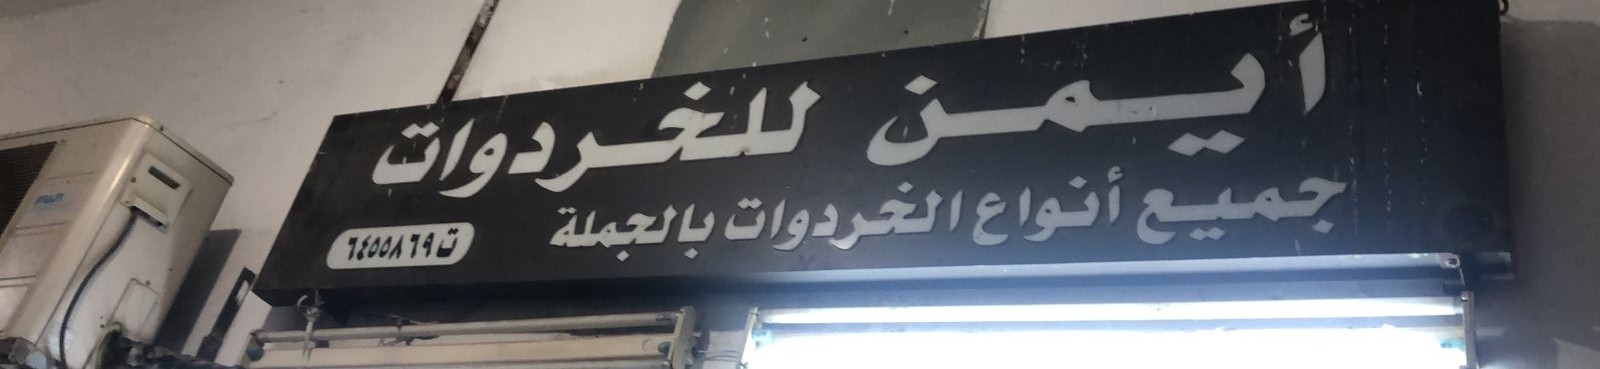 أيمن للخردوات
جميع أنواع الخردوات بالجملة
ت ٦٤٥٥٨٦٩